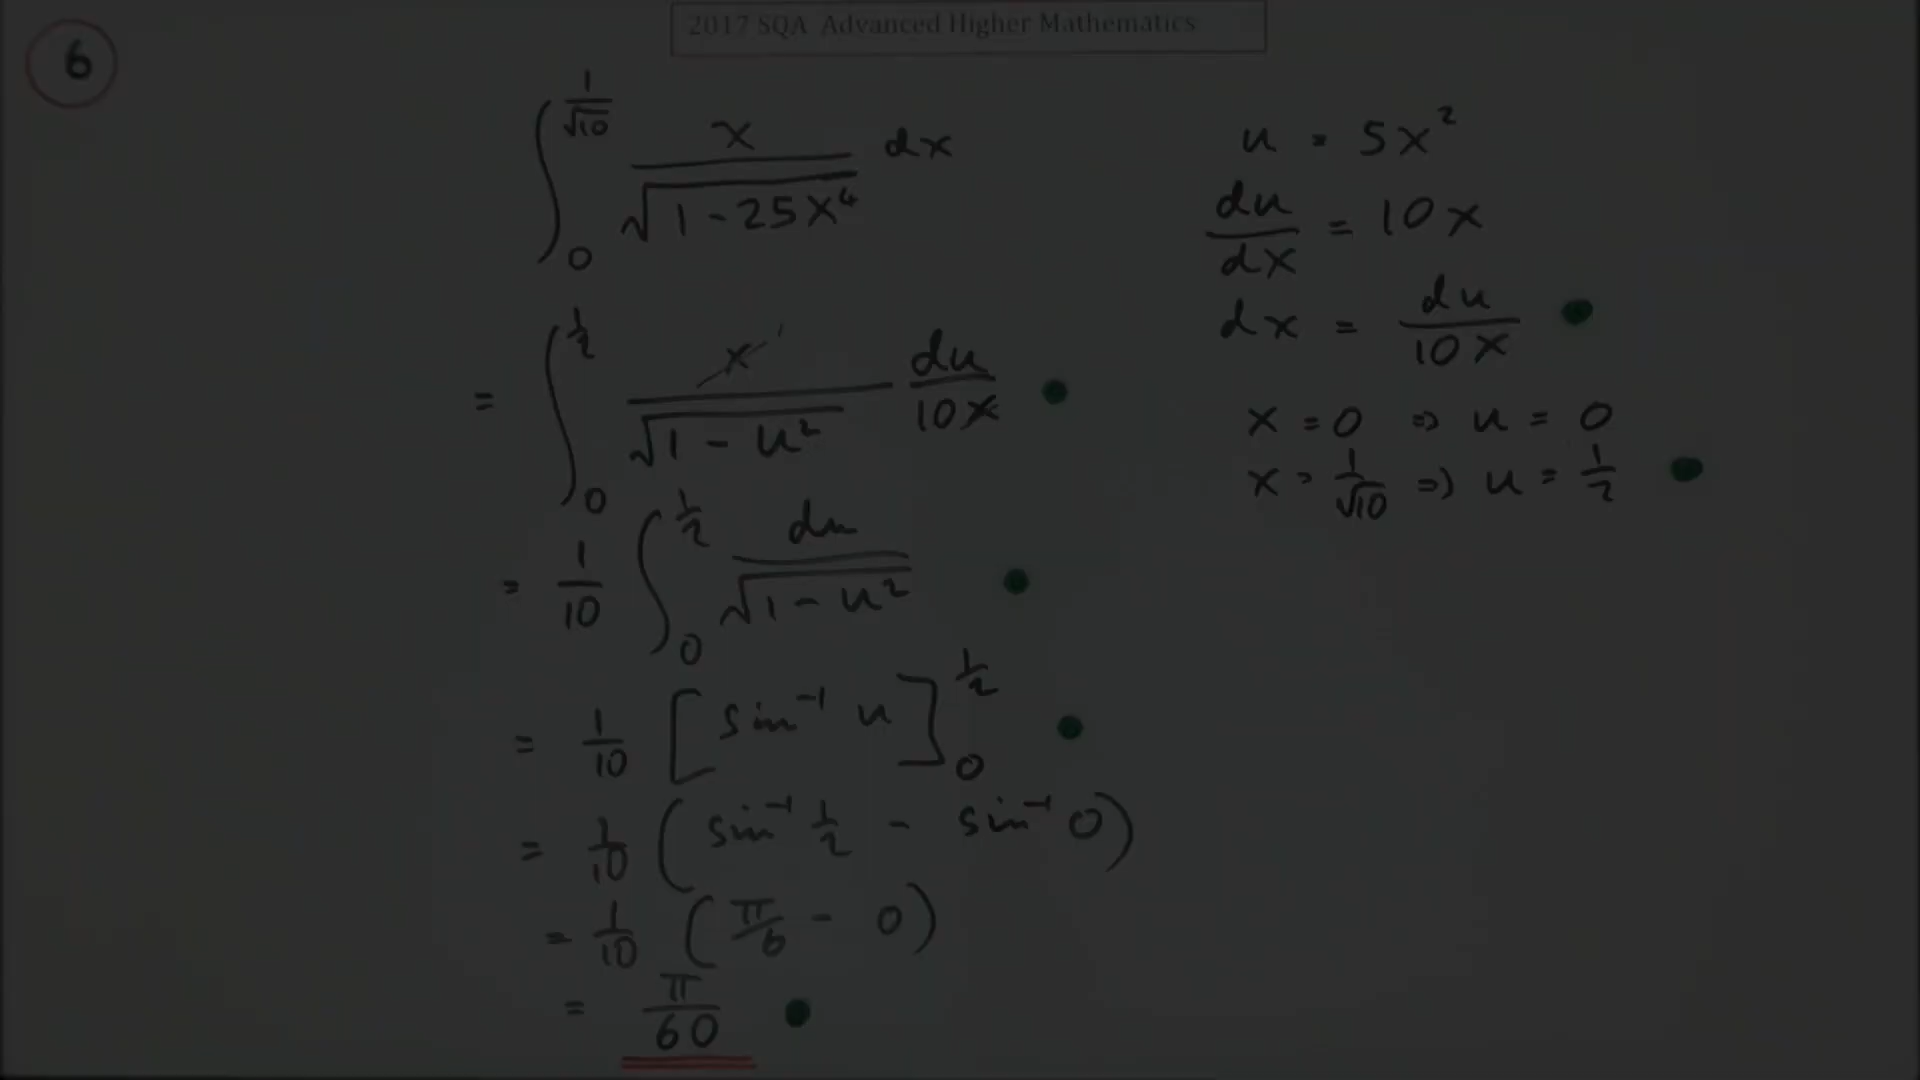 2017 SQA Advanced Higher Mathematics
6
∫₀^(1/√10) x/√(1-25x⁴) dx
= ∫₀^(1/2) x/√(1-u²) du/10x
= 1/10 ∫₀^(1/2) du/√(1-u²)
= 1/10 [sin⁻¹ u]₀^(1/2)
= 1/10 (sin⁻¹ 1/2 - sin⁻¹ 0)
= 1/10 (π/6 - 0)
= π/60
u = 5x²
du/dx = 10x
dx = du/10x
x = 0 ⇒ u = 0
x = 1/√10 ⇒ u = 1/2